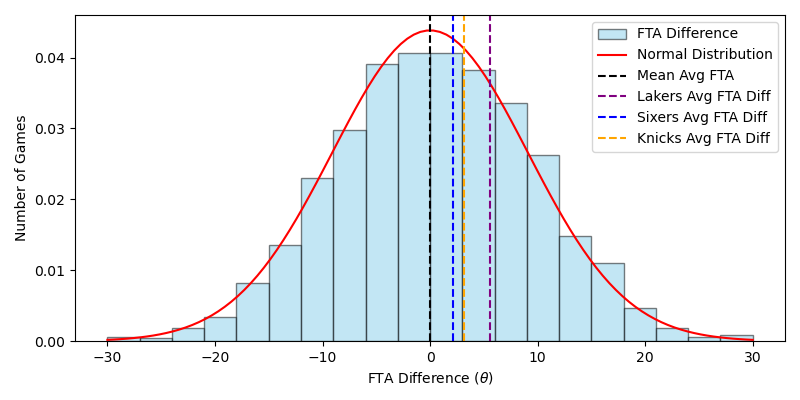 FTA Difference
Normal Distribution
Mean Avg FTA
Lakers Avg FTA Diff
Sixers Avg FTA Diff
Knicks Avg FTA Diff
Number of Games
0.04
0.03
0.02
0.01
0.00
−30 −20 −10 0 10 20 30
FTA Difference (θ)